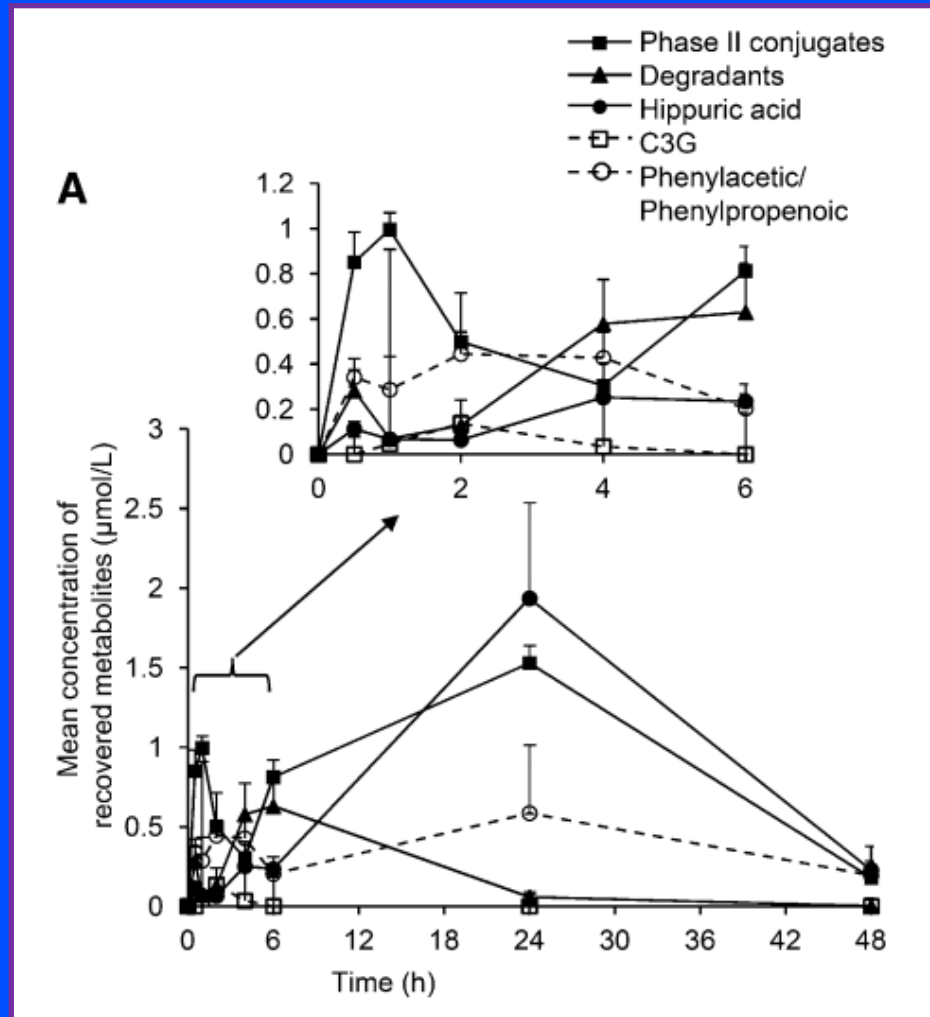 Phase II conjugates
Degradants
Hippuric acid
C3G
Phenylacetic/
Phenylpropenoic
A
1.2
1
0.8
0.6
0.4
0.2
0
0 2 4 6
Mean concentration of
recovered metabolites (µmol/L)
3
2.5
2
1.5
1
0.5
0
0 6 12 18 24 30 36 42 48
Time (h)